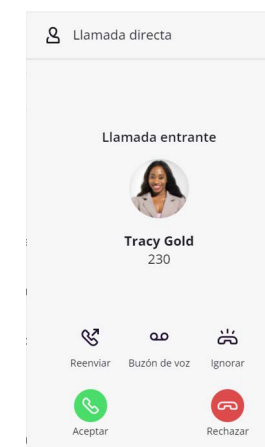 Llamada directa
Llamada entrante
Tracy Gold
230
Reenviar Buzón de voz Ignorar
Aceptar Rechazar